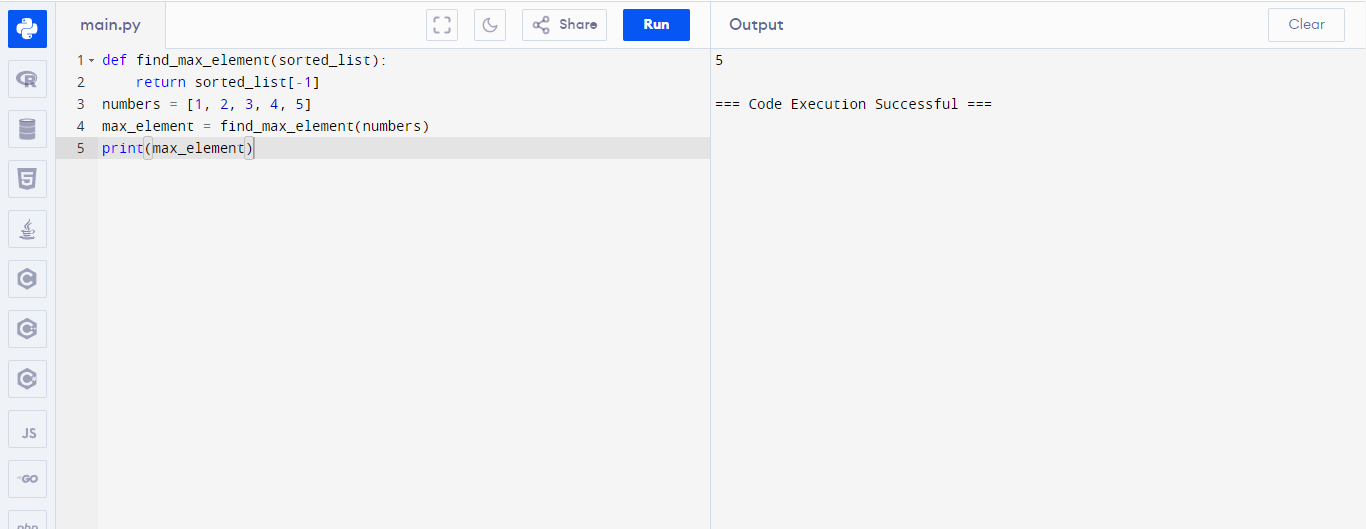 main.py
Share
Run
Output
Clear
1 def find_max_element(sorted_list):
2     return sorted_list[-1]
3 numbers = [1, 2, 3, 4, 5]
4 max_element = find_max_element(numbers)
5 print(max_element)
5
=== Code Execution Successful ===
R
5
C
C
C
JS
GO
php